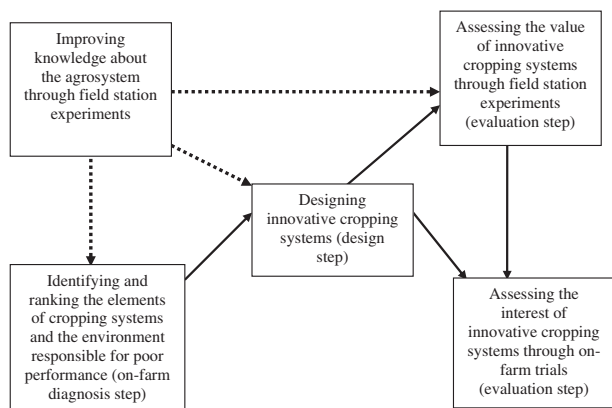 Improving
knowledge about
the agrosystem
through field station
experiments
Assessing the value
of innovative
cropping systems
through field station
experiments
(evaluation step)
Designing
innovative cropping
systems (design
step)
Identifying and
ranking the elements
of cropping systems
and the environment
responsible for poor
performance (on-farm
diagnosis step)
Assessing the
interest of
innovative cropping
systems through on-
farm trials
(evaluation step)